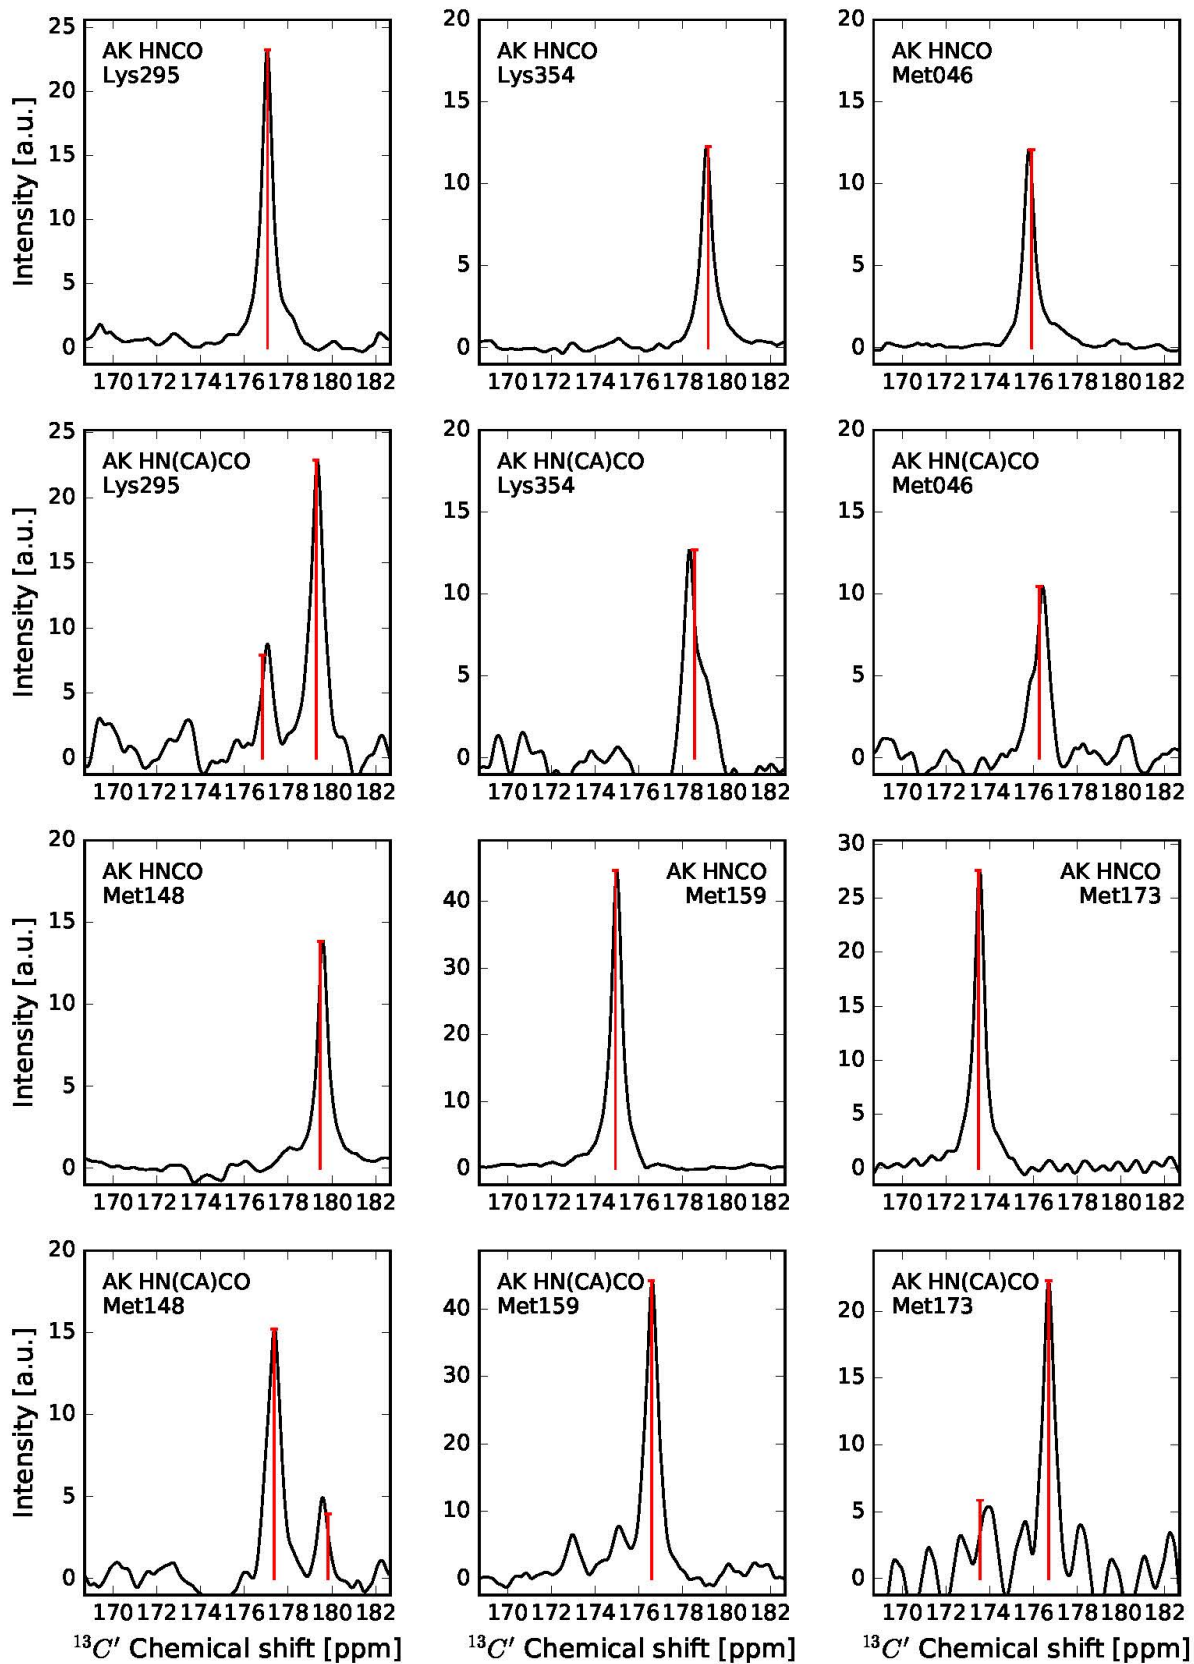 AK HNCO
Lys295
25
20
15
10
5
0
Intensity [a.u.]
170 172 174 176 178 180 182
AK HNCO
Lys354
20
15
10
5
0
170 172 174 176 178 180 182
AK HNCO
Met046
20
15
10
5
0
170 172 174 176 178 180 182
AK HN(CA)CO
Lys295
25
20
15
10
5
0
Intensity [a.u.]
170 172 174 176 178 180 182
AK HN(CA)CO
Lys354
20
15
10
5
0
170 172 174 176 178 180 182
AK HN(CA)CO
Met046
20
15
10
5
0
170 172 174 176 178 180 182
AK HNCO
Met148
20
15
10
5
0
Intensity [a.u.]
170 172 174 176 178 180 182
AK HNCO
Met159
40
30
20
10
0
170 172 174 176 178 180 182
AK HNCO
Met173
30
25
20
15
10
5
0
170 172 174 176 178 180 182
AK HN(CA)CO
Met148
20
15
10
5
0
Intensity [a.u.]
170 172 174 176 178 180 182
¹³C′ Chemical shift [ppm]
AK HN(CA)CO
Met159
40
30
20
10
0
170 172 174 176 178 180 182
¹³C′ Chemical shift [ppm]
AK HN(CA)CO
Met173
20
15
10
5
0
170 172 174 176 178 180 182
¹³C′ Chemical shift [ppm]